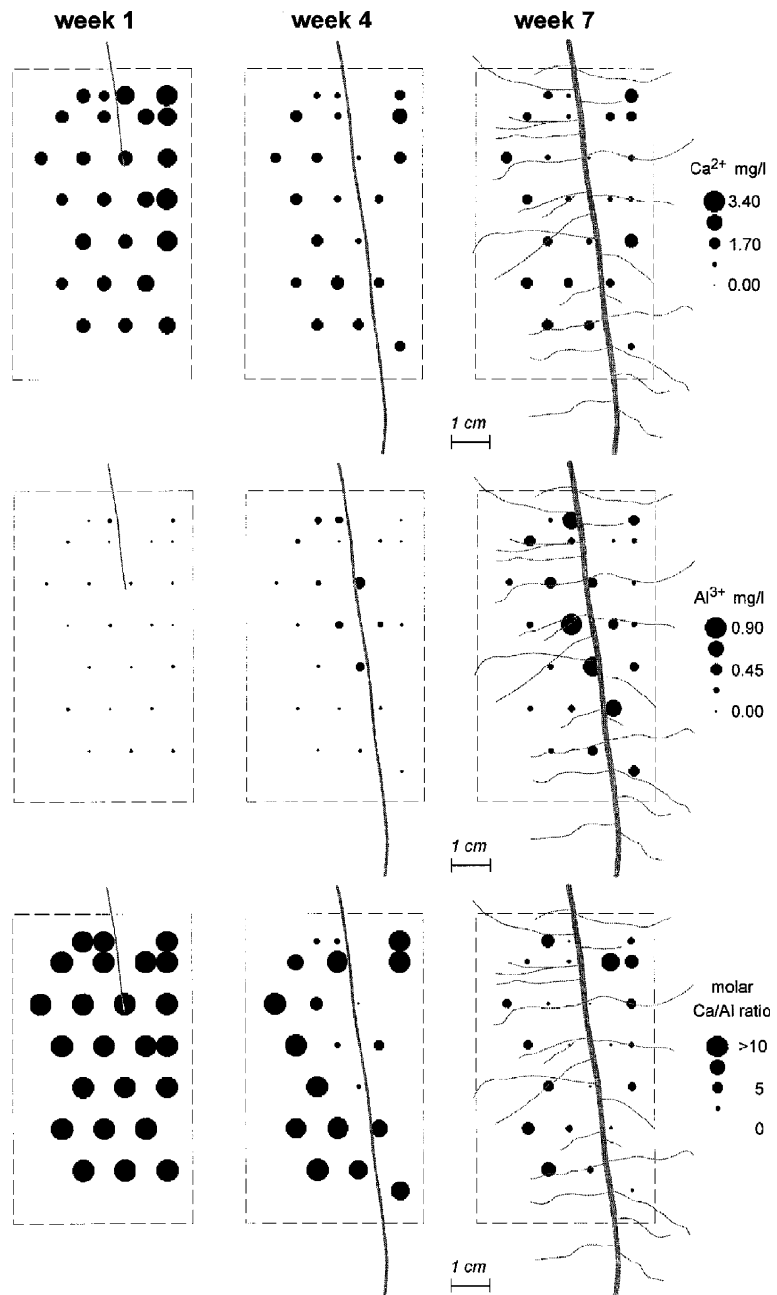 week 1 week 4 week 7
Ca²⁺ mg/l
3.40
1.70
0.00
1 cm
Al³⁺ mg/l
0.90
0.45
0.00
1 cm
molar
Ca/Al ratio
>10
5
0
1 cm